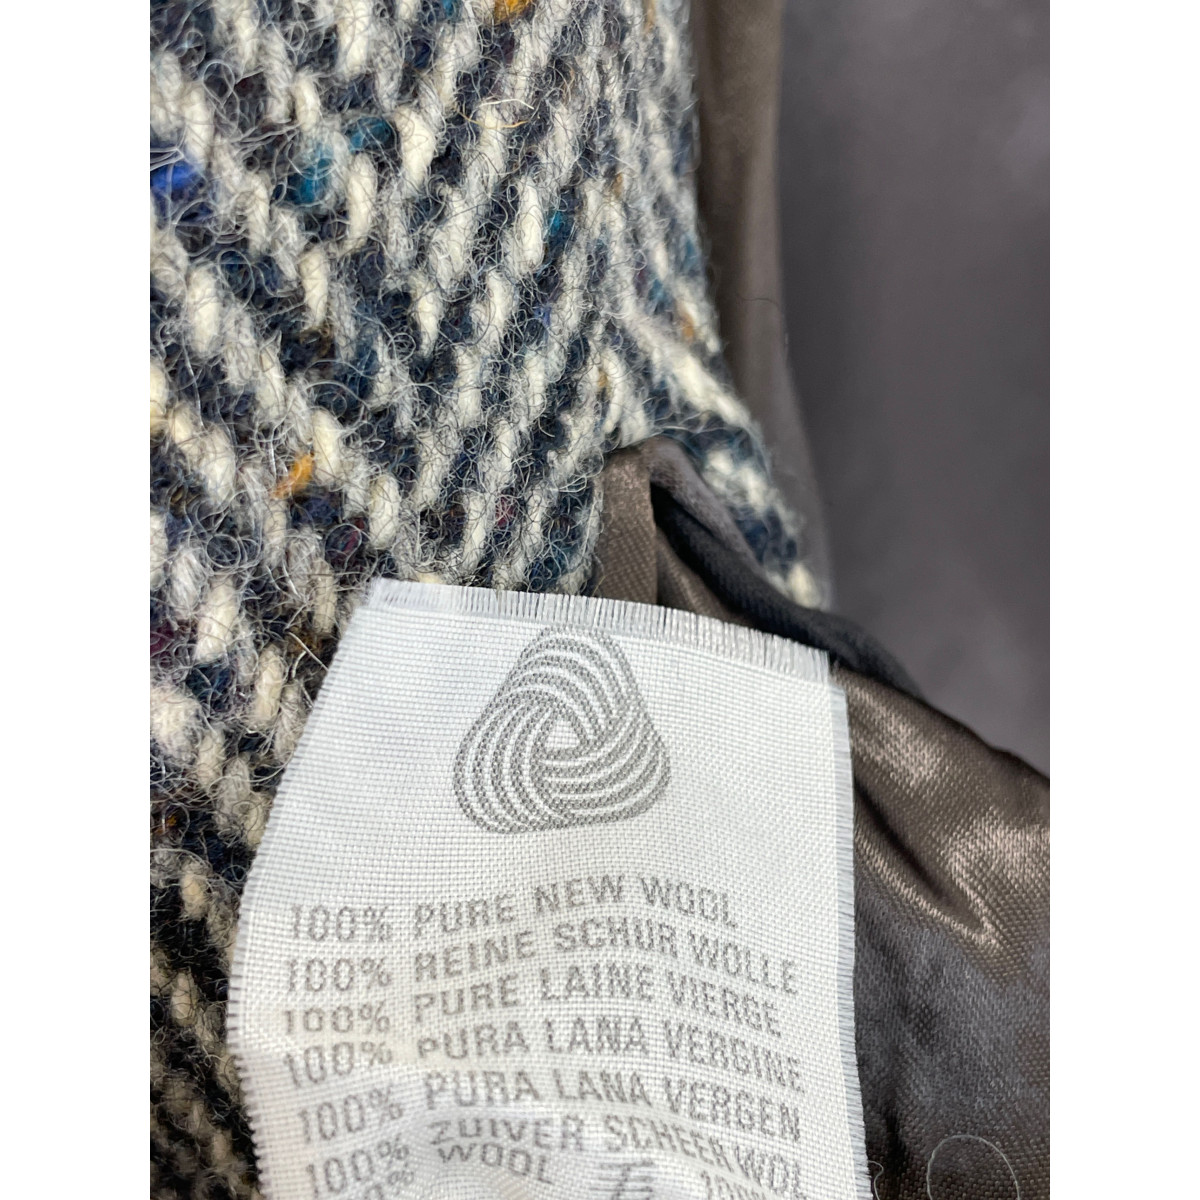 100% PURE NEW WOOL
100% REINE SCHUR WOLLE
100% PURE LAINE VIERGE
100% PURA LANA VERGINE
100% PURA LANA VERGEN
100% ZUIVER SCHEERWOL
WOOL